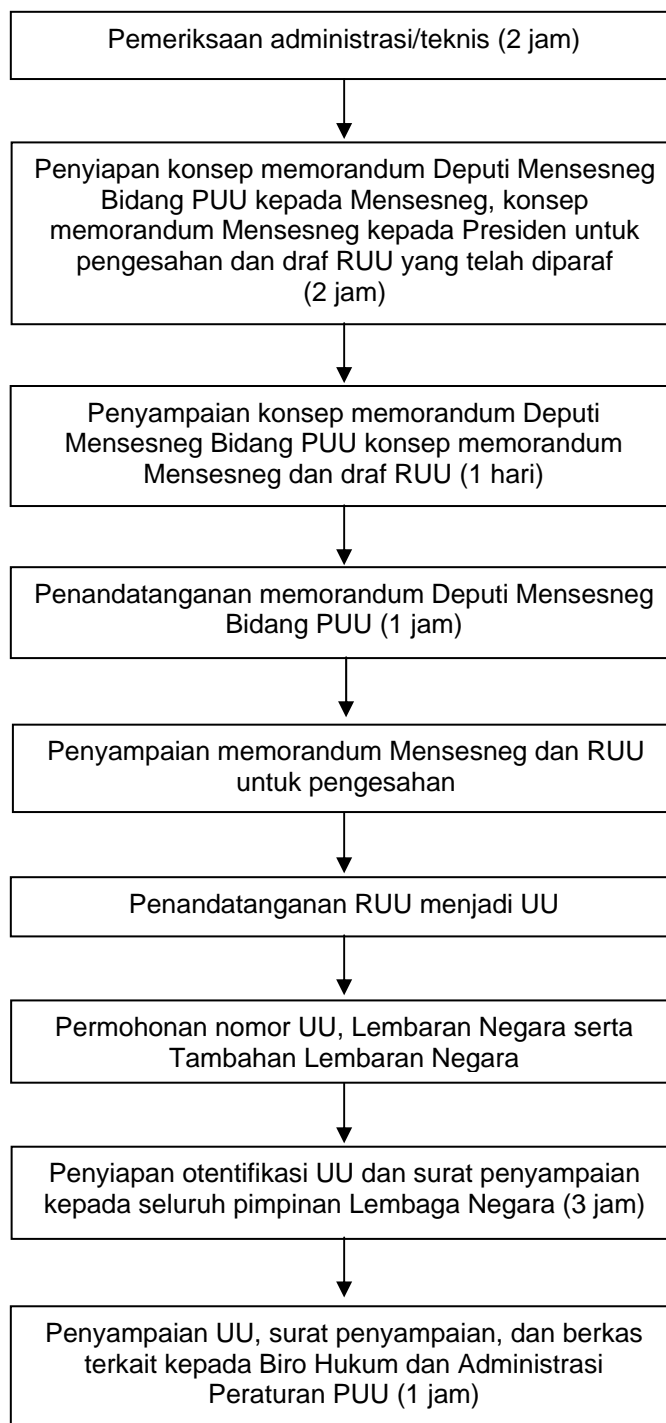 Pemeriksaan administrasi/teknis (2 jam)
Penyiapan konsep memorandum Deputi Mensesneg
Bidang PUU kepada Mensesneg, konsep
memorandum Mensesneg kepada Presiden untuk
pengesahan dan draf RUU yang telah diparaf
(2 jam)
Penyampaian konsep memorandum Deputi
Mensesneg Bidang PUU konsep memorandum
Mensesneg dan draf RUU (1 hari)
Penandatanganan memorandum Deputi Mensesneg
Bidang PUU (1 jam)
Penyampaian memorandum Mensesneg dan RUU
untuk pengesahan
Penandatanganan RUU menjadi UU
Permohonan nomor UU, Lembaran Negara serta
Tambahan Lembaran Negara
Penyiapan otentifikasi UU dan surat penyampaian
kepada seluruh pimpinan Lembaga Negara (3 jam)
Penyampaian UU, surat penyampaian, dan berkas
terkait kepada Biro Hukum dan Administrasi
Peraturan PUU (1 jam)